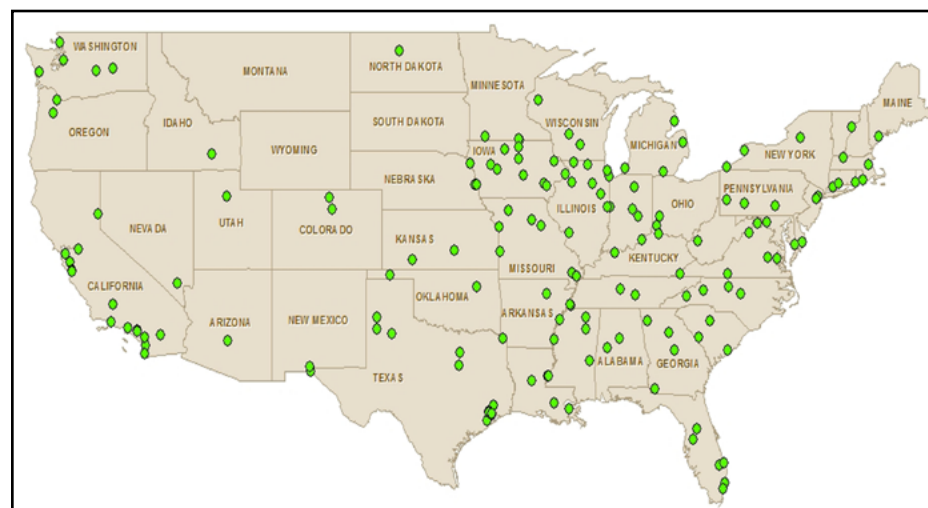 WASHINGTON
MONTANA
NORTH DAKOTA
MINNESOTA
MAINE
OREGON
IDAHO
SOUTH DAKOTA
WISCONSIN
MICHIGAN
NEW YORK
WYOMING
IOWA
NEBRASKA
PENNSYLVANIA
NEVADA
UTAH
COLORADO
ILLINOIS
OHIO
KANSAS
MISSOURI
KENTUCKY
CALIFORNIA
ARIZONA
NEW MEXICO
OKLAHOMA
ARKANSAS
TEXAS
ALABAMA
GEORGIA